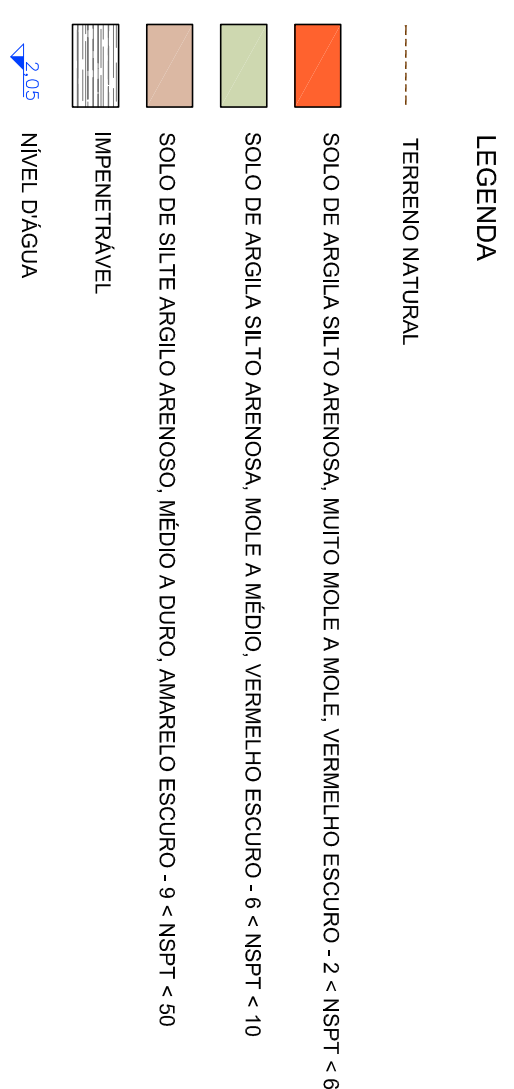 LEGENDA
TERRENO NATURAL
SOLO DE ARGILA SILTO ARENOSA, MUITO MOLE A MOLE, VERMELHO ESCURO - 2 < NSPT < 6
SOLO DE ARGILA SILTO ARENOSA, MOLE A MÉDIO, VERMELHO ESCURO - 6 < NSPT < 10
SOLO DE SILTE ARGILO ARENOSO, MÉDIO A DURO, AMARELO ESCURO - 9 < NSPT < 50
IMPENETRÁVEL
2,05 NÍVEL D'ÁGUA